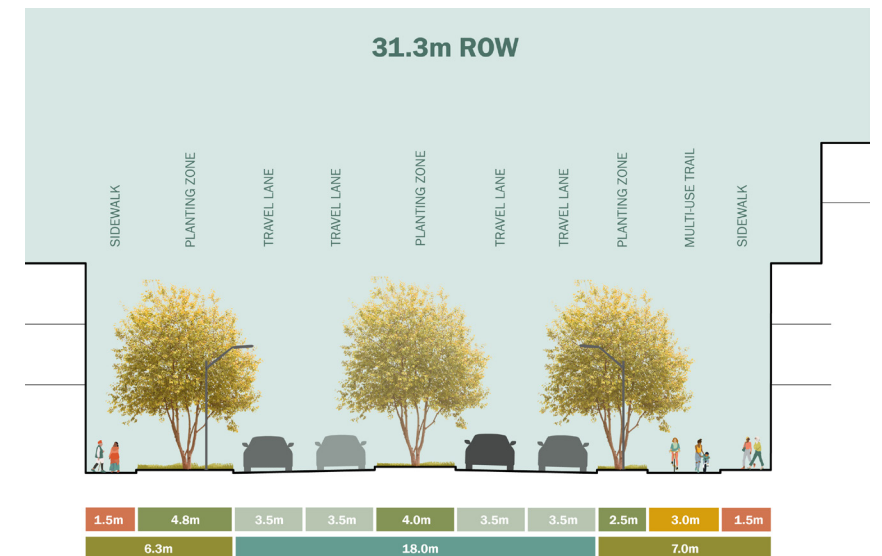 31.3m ROW
SIDEWALK
PLANTING ZONE
TRAVEL LANE
TRAVEL LANE
PLANTING ZONE
TRAVEL LANE
TRAVEL LANE
PLANTING ZONE
MULTI-USE TRAIL
SIDEWALK
1.5m 4.8m 3.5m 3.5m 4.0m 3.5m 3.5m 2.5m 3.0m 1.5m
6.3m 18.0m 7.0m